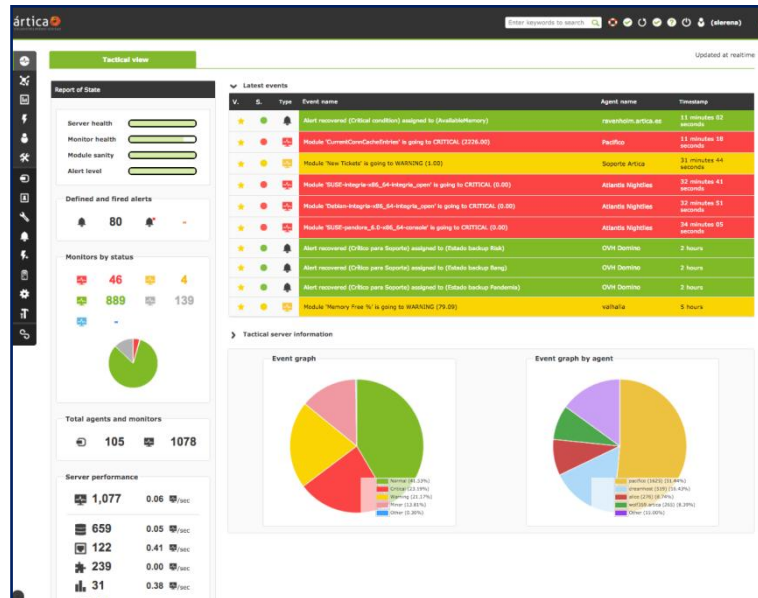 ártica
Enter keywords to search
(slerena)
Tactical view
Updated at realtime
Report of State
Server health
Monitor health
Module sanity
Alert level
Defined and fired alerts
80 -
Monitors by status
46 4
889 139
-
Total agents and monitors
105 1078
Server performance
1,077 0.06 /sec
659 0.05 /sec
122 0.41 /sec
239 0.00 /sec
31 0.38 /sec
Latest events
V. S. Type Event name Agent name Timestamp
Alert recovered (Critical condition) assigned to (AvailableMemory) ravenholm.artica.es 11 minutes 02 seconds
Module 'CurrentConnCacheEntries' is going to CRITICAL (2226.00) Pacifico 11 minutes 18 seconds
Module 'New Tickets' is going to WARNING (1.00) Soporte Artica 31 minutes 44 seconds
Module 'SUSE-integria-x86_64-integria_open' is going to CRITICAL (0.00) Atlantis Nightlies 32 minutes 41 seconds
Module 'Debian-integria-x86_64-integria_open' is going to CRITICAL (0.00) Atlantis Nightlies 32 minutes 51 seconds
Module 'SUSE-pandora_6.0-x86_64-console' is going to CRITICAL (0.00) Atlantis Nightlies 34 minutes 05 seconds
Alert recovered (Crítico para Soporte) assigned to (Estado backup Risk) OVH Domino 2 hours
Alert recovered (Crítico para Soporte) assigned to (Estado backup Bang) OVH Domino 2 hours
Alert recovered (Crítico para Soporte) assigned to (Estado backup Pandemia) OVH Domino 2 hours
Module 'Memory Free %' is going to WARNING (79.09) valhalla 5 hours
Tactical server information
Event graph
Normal
Critical
Warning (21.17%)
Minor
Other
Event graph by agent
pacifico
Other